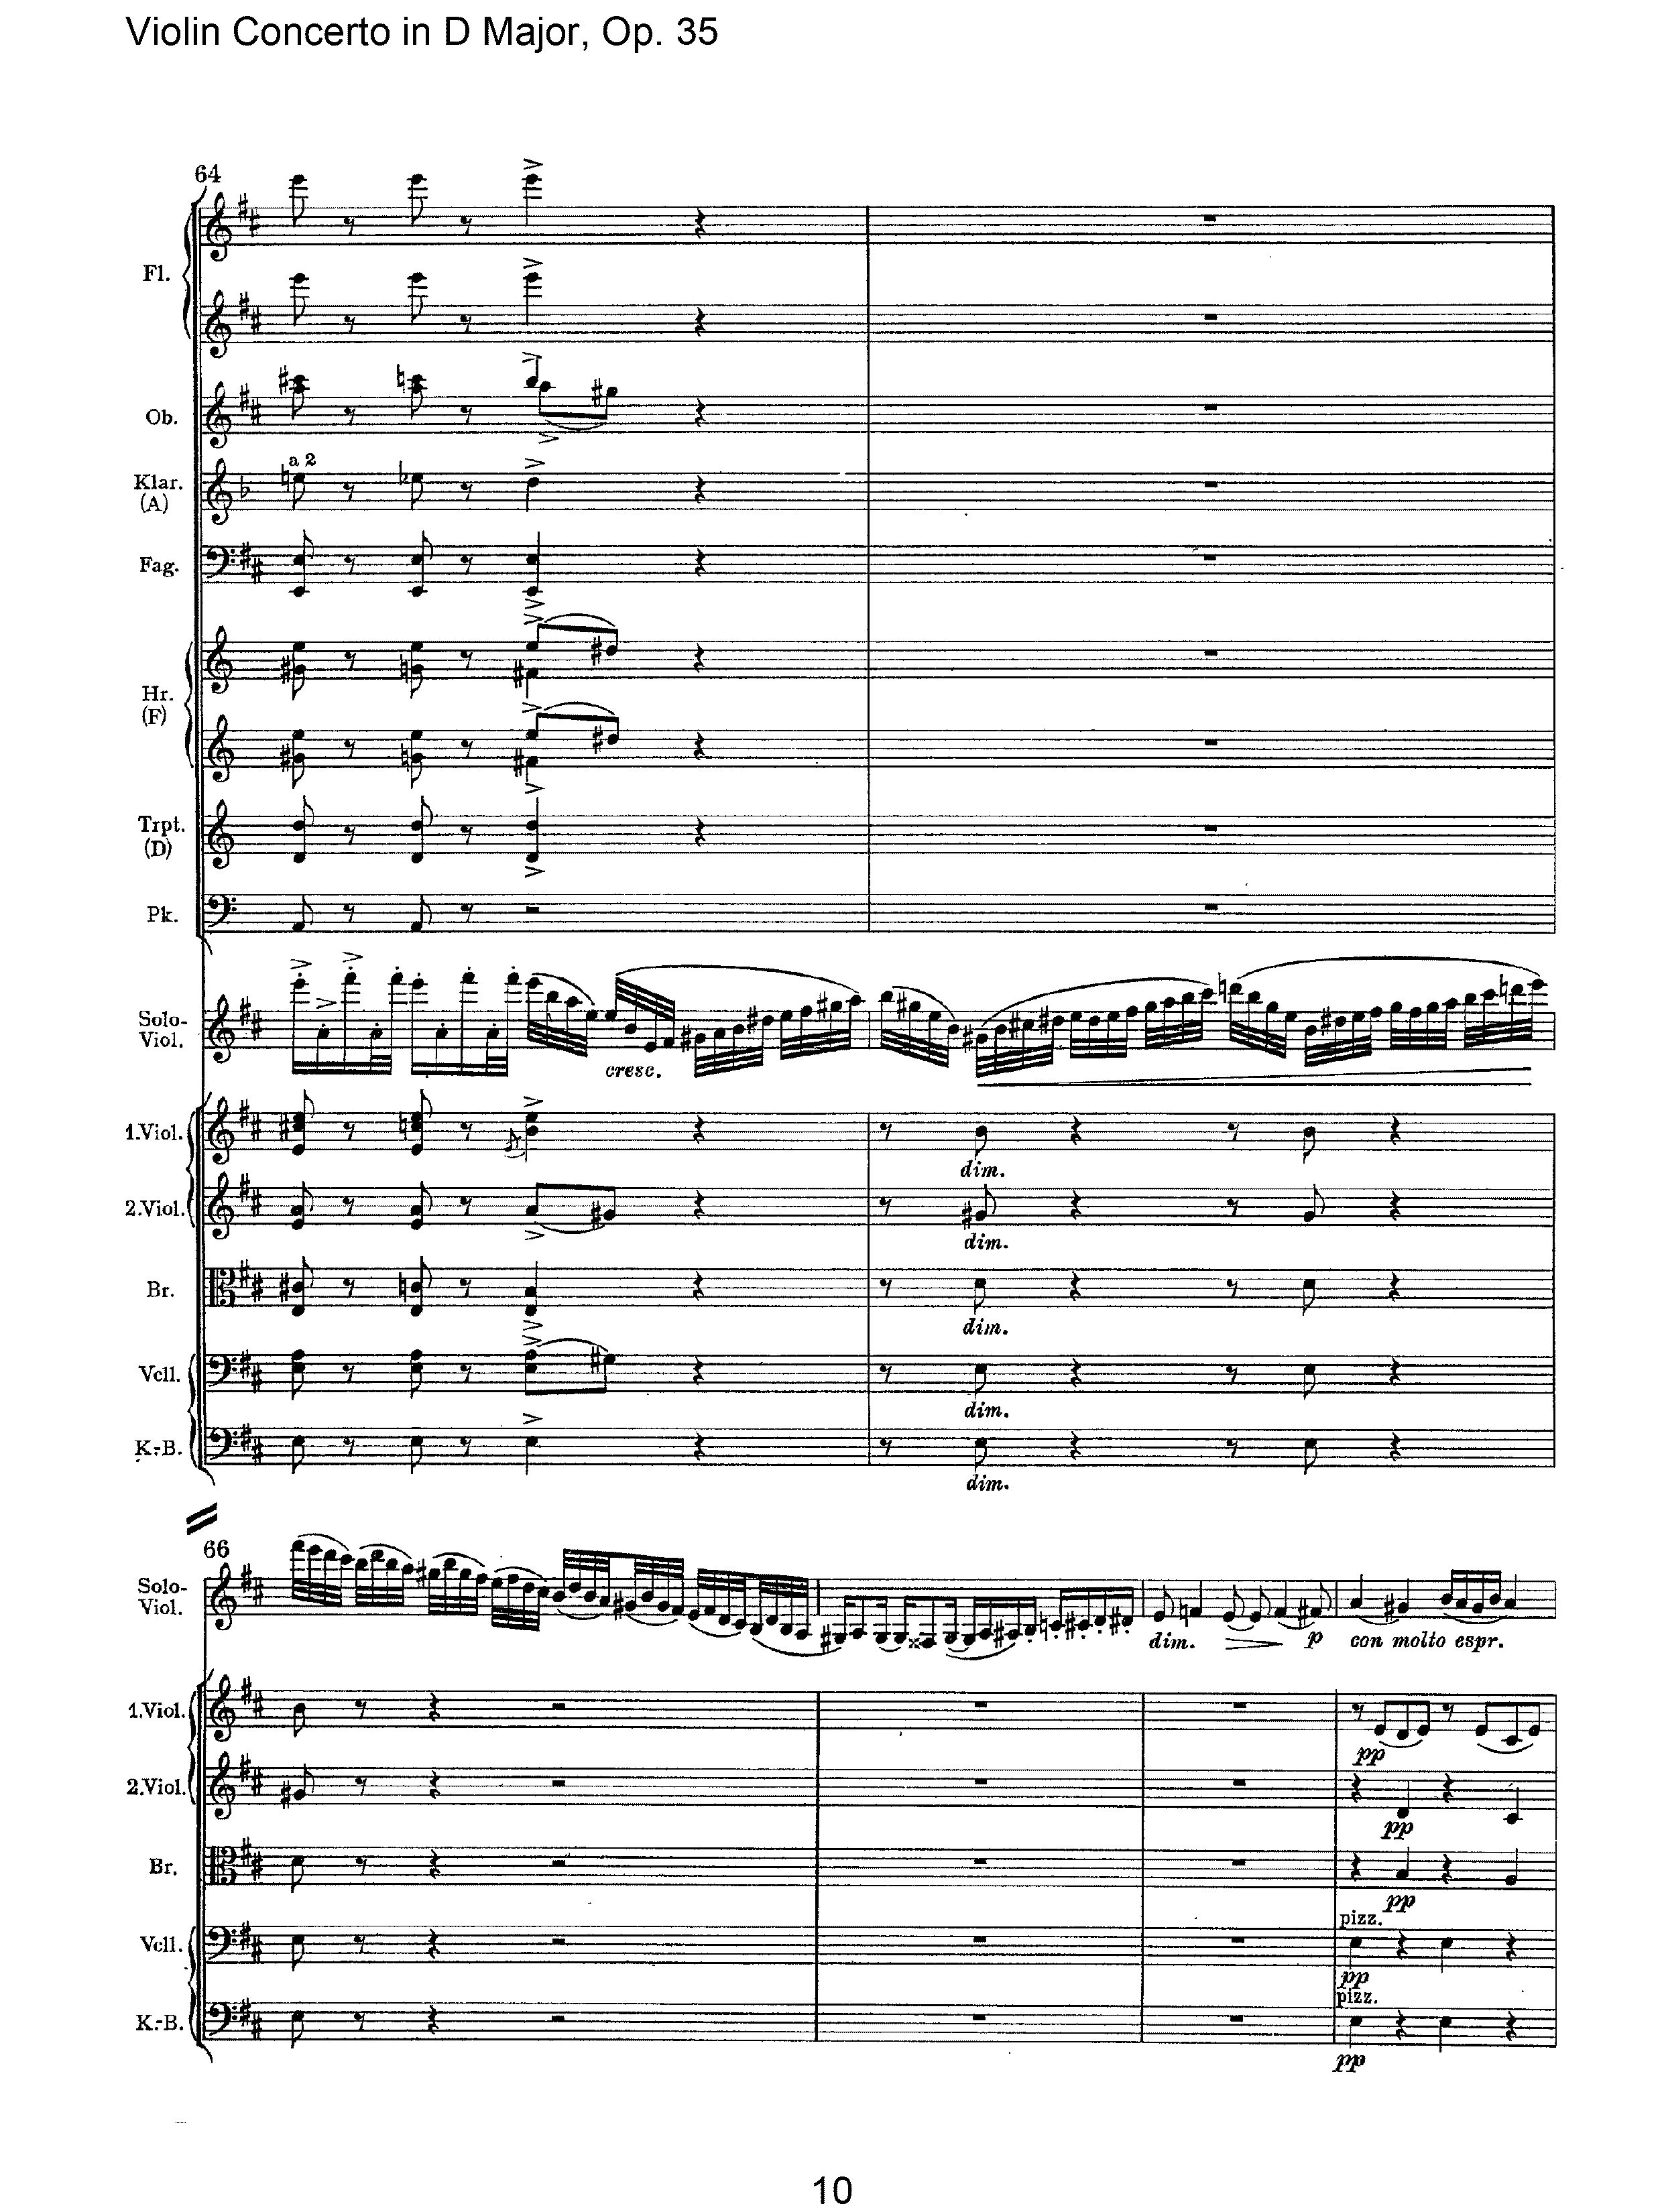 Violin Concerto in D Major, Op. 35
64
Fl.
Ob.
a 2
Klar.
(A)
Fag.
Hr.
(F)
Trpt.
(D)
Pk.
Solo-
Viol.
cresc.
1.Viol.
dim.
2.Viol.
dim.
Br.
dim.
Vcll.
dim.
K.-B.
dim.
66
Solo-
Viol.
dim. p con molto espr.
1.Viol.
pp
2.Viol.
pp
Br.
pp
pizz.
Vcll.
pp
pizz.
K.-B.
pp
10